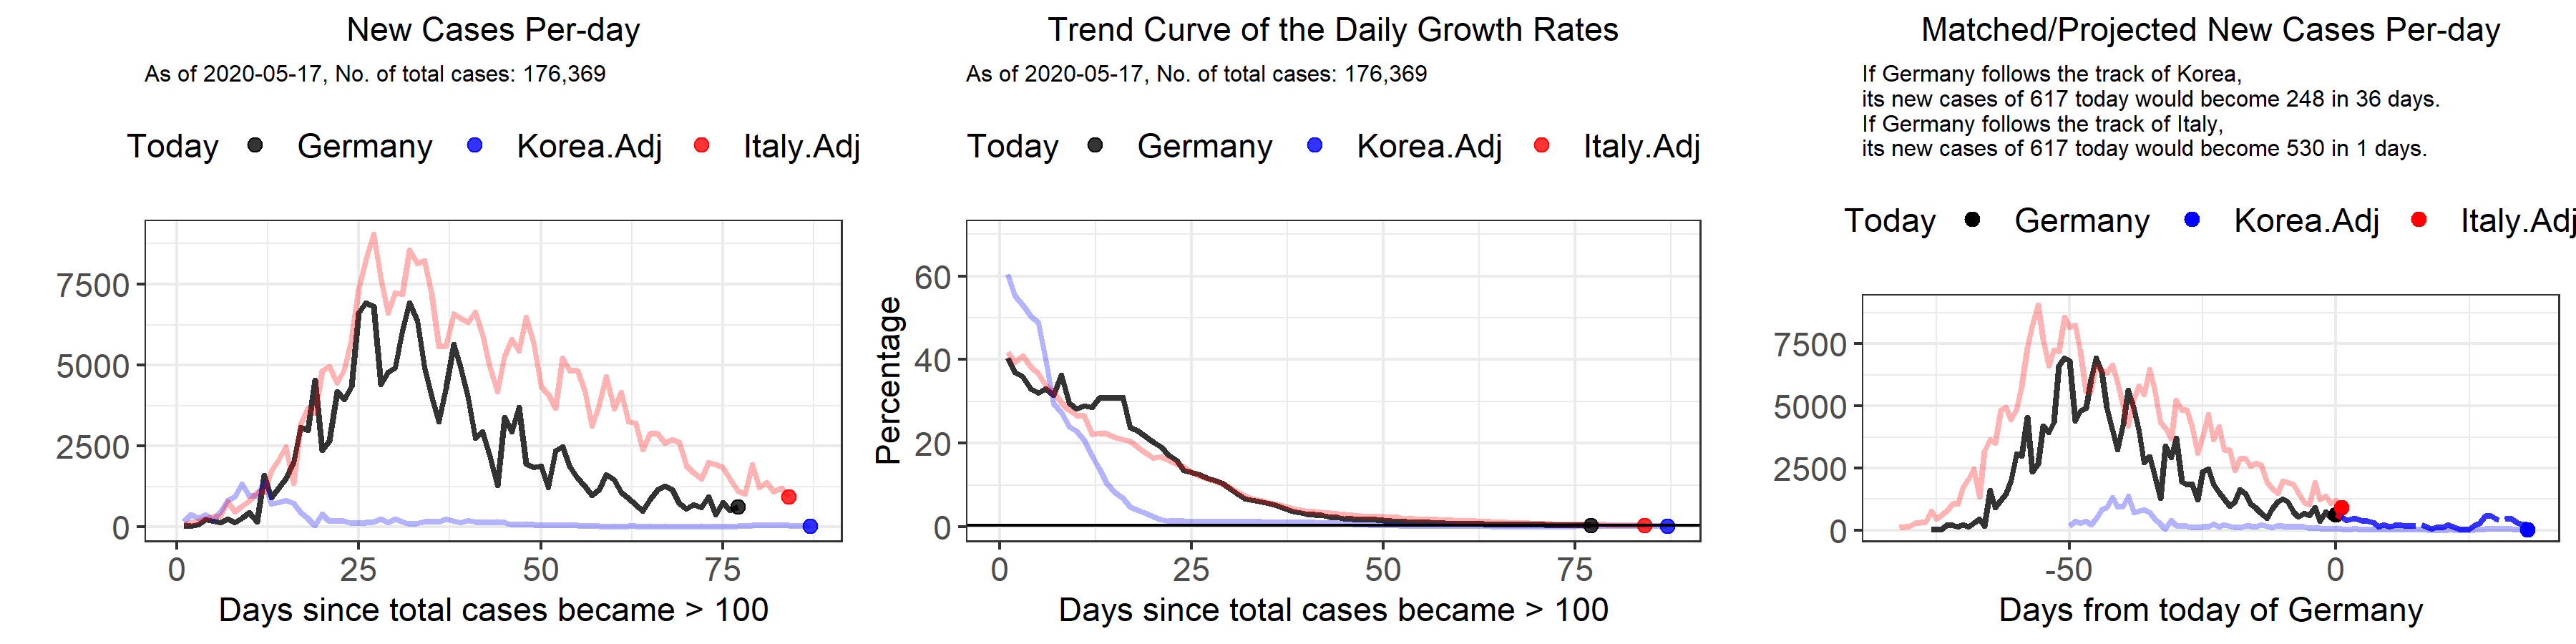 New Cases Per-day
As of 2020-05-17, No. of total cases: 176,369
Today Germany Korea.Adj Italy.Adj
7500
5000
2500
0
0 25 50 75
Days since total cases became > 100
Trend Curve of the Daily Growth Rates
As of 2020-05-17, No. of total cases: 176,369
Today Germany Korea.Adj Italy.Adj
Percentage
60
40
20
0
0 25 50 75
Days since total cases became > 100
Matched/Projected New Cases Per-day
If Germany follows the track of Korea,
its new cases of 617 today would become 248 in 36 days.
If Germany follows the track of Italy,
its new cases of 617 today would become 530 in 1 days.
Today Germany Korea.Adj Italy.Adj
7500
5000
2500
0
-50 0
Days from today of Germany